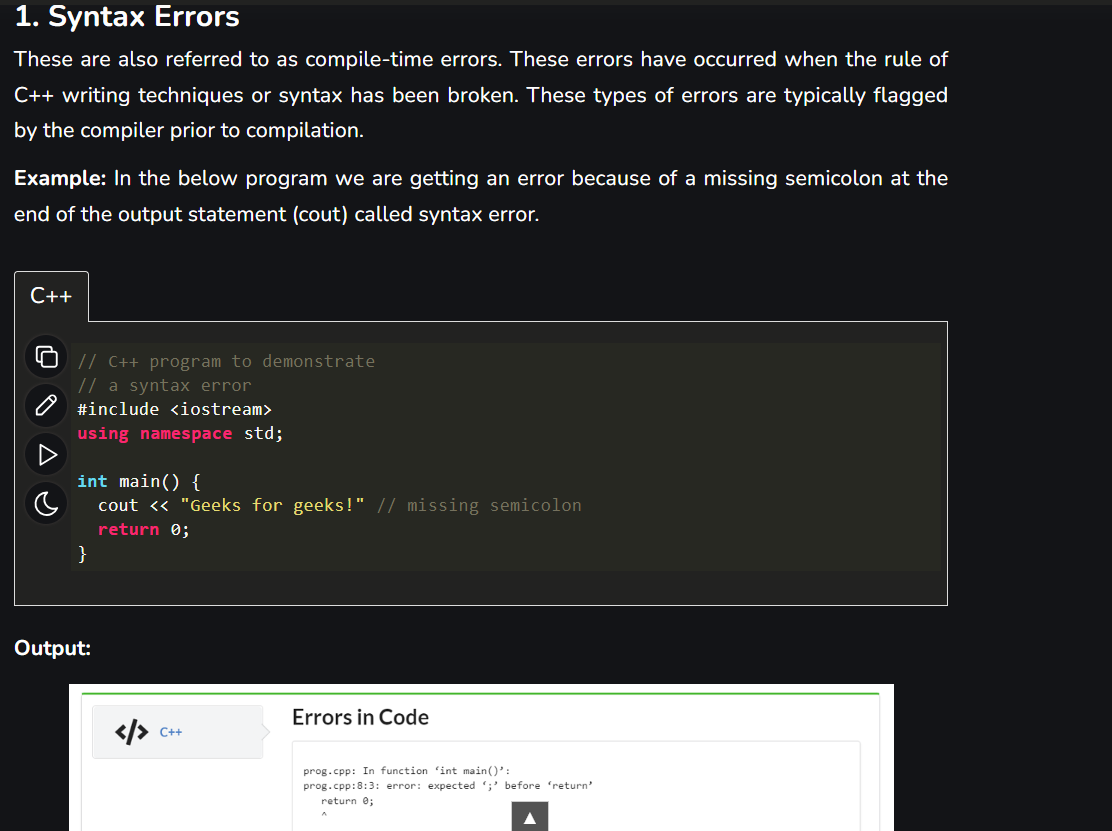 1. Syntax Errors
These are also referred to as compile-time errors. These errors have occurred when the rule of
C++ writing techniques or syntax has been broken. These types of errors are typically flagged
by the compiler prior to compilation.
Example: In the below program we are getting an error because of a missing semicolon at the
end of the output statement (cout) called syntax error.
C++
// C++ program to demonstrate
// a syntax error
#include <iostream>
using namespace std;
int main() {
  cout << "Geeks for geeks!" // missing semicolon
  return 0;
}
Output:
Errors in Code
</> C++
prog.cpp: In function ‘int main()’:
prog.cpp:8:3: error: expected ‘;’ before ‘return’
   return 0;
   ^